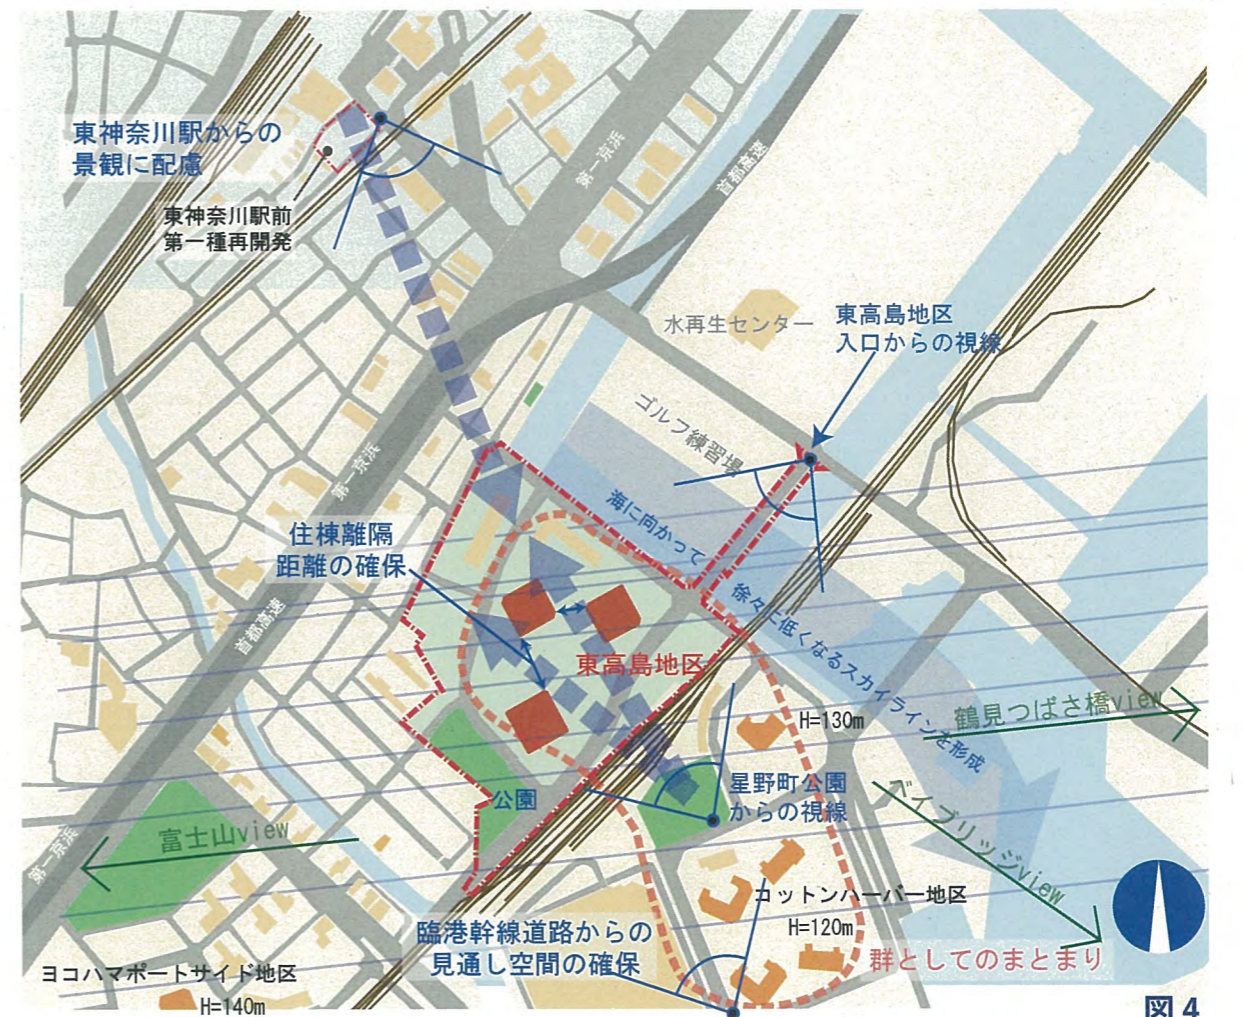 東神奈川駅からの
景観に配慮
東神奈川駅前
第一種再開発
第一京浜
首都高速
水再生センター
東高島地区
入口からの視線
ゴルフ練習場
第一京浜
海に向かって
徐々に低くなるスカイラインを形成
住棟離隔
距離の確保
首都高速
東高島地区
鶴見つばさ橋view
H=130m
星野町公園
からの視線
公園
富士山view
第一京浜
ベイブリッジview
コットンハーバー地区
H=120m
臨港幹線道路からの
見通し空間の確保
群としてのまとまり
ヨコハマポートサイド地区
H=140m
図4